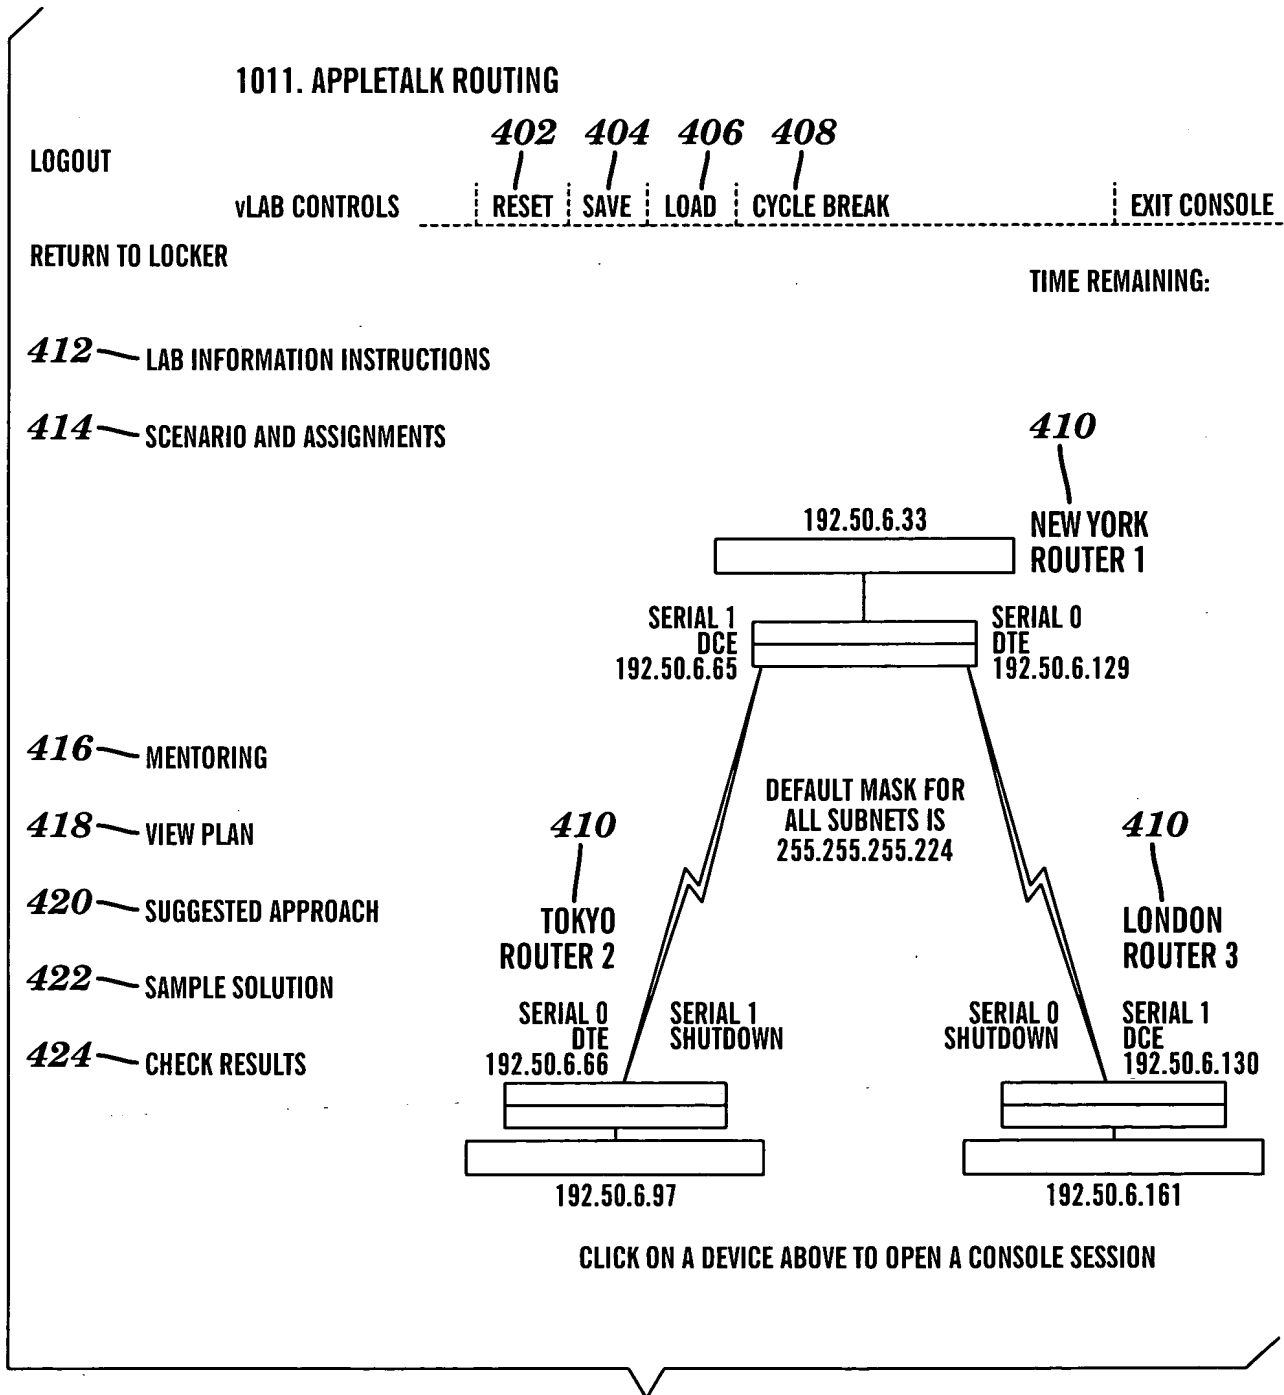 1011. APPLETALK ROUTING
402 404 406 408
LOGOUT
vLAB CONTROLS RESET SAVE LOAD CYCLE BREAK EXIT CONSOLE
RETURN TO LOCKER
TIME REMAINING:
412 LAB INFORMATION INSTRUCTIONS
414 SCENARIO AND ASSIGNMENTS
410
192.50.6.33
NEW YORK
ROUTER 1
SERIAL 1
DCE
192.50.6.65
SERIAL 0
DTE
192.50.6.129
416 MENTORING
DEFAULT MASK FOR
ALL SUBNETS IS
255.255.255.224
418 VIEW PLAN
410
410
420 SUGGESTED APPROACH
TOKYO
ROUTER 2
LONDON
ROUTER 3
422 SAMPLE SOLUTION
SERIAL 0
DTE
192.50.6.66
SERIAL 1
SHUTDOWN
SERIAL 0
SHUTDOWN
SERIAL 1
DCE
192.50.6.130
424 CHECK RESULTS
192.50.6.97
192.50.6.161
CLICK ON A DEVICE ABOVE TO OPEN A CONSOLE SESSION